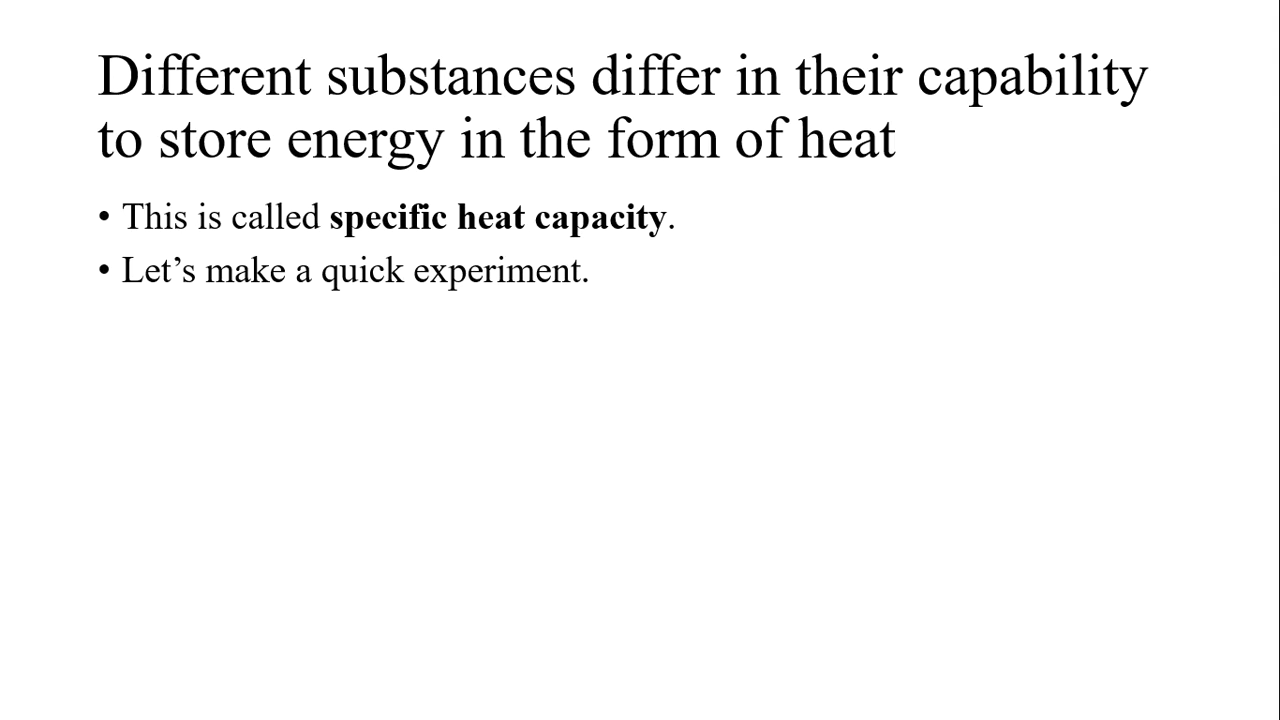 Different substances differ in their capability
to store energy in the form of heat
• This is called specific heat capacity.
• Let’s make a quick experiment.